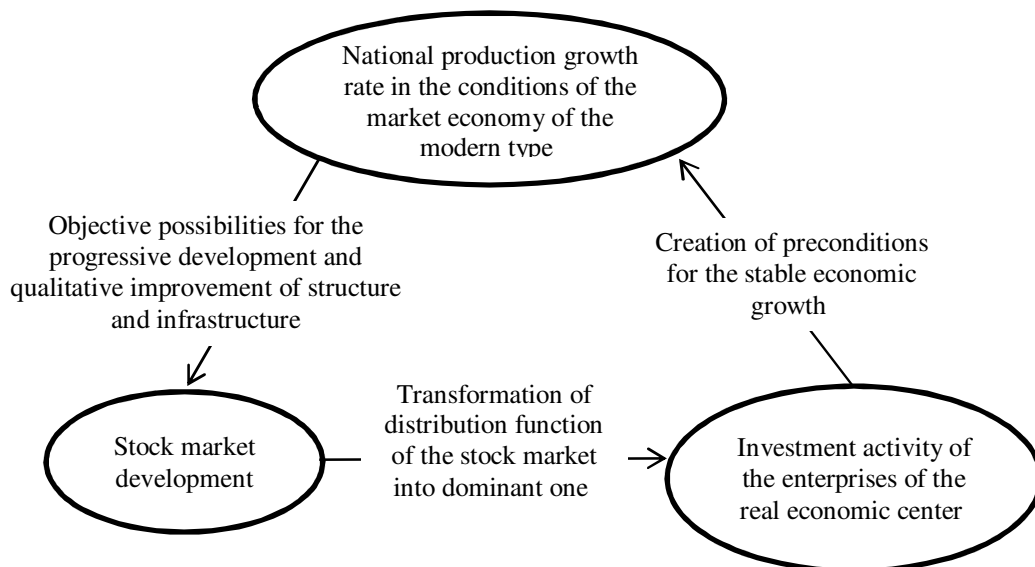 National production growth
rate in the conditions of the
market economy of the
modern type
Objective possibilities for the
progressive development and
qualitative improvement of structure
and infrastructure
Creation of preconditions
for the stable economic
growth
Stock market
development
Transformation of
distribution function
of the stock market
into dominant one
Investment activity of
the enterprises of the
real economic center